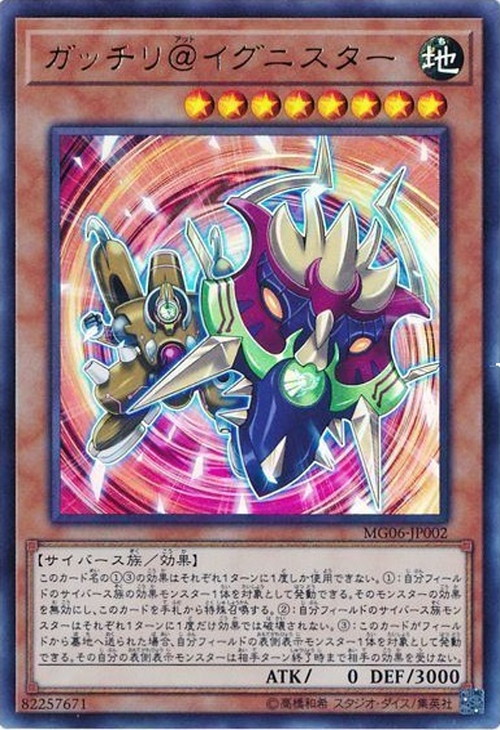 ガッチリ@イグニスター
アット
地
MG06-JP002
【サイバース族/効果】
このカード名の①③の効果はそれぞれ1ターンに1度しか使用できない。①:自分フィール
ドのサイバース族の効果モンスター1体を対象として発動できる。そのモンスターの効果
を無効にし、このカードを手札から特殊召喚する。②:自分フィールドのサイバース族モン
スターはそれぞれ1ターンに1度だけ効果では破壊されない。③:このカードがフィール
ドから墓地へ送られた場合、自分フィールドの表側表示モンスター1体を対象として発動
できる。その自分の表側表示モンスターは相手ターン終了時まで相手の効果を受けない。
ATK/ 0 DEF/3000
82257671
©高橋和希 スタジオ・ダイス/集英社